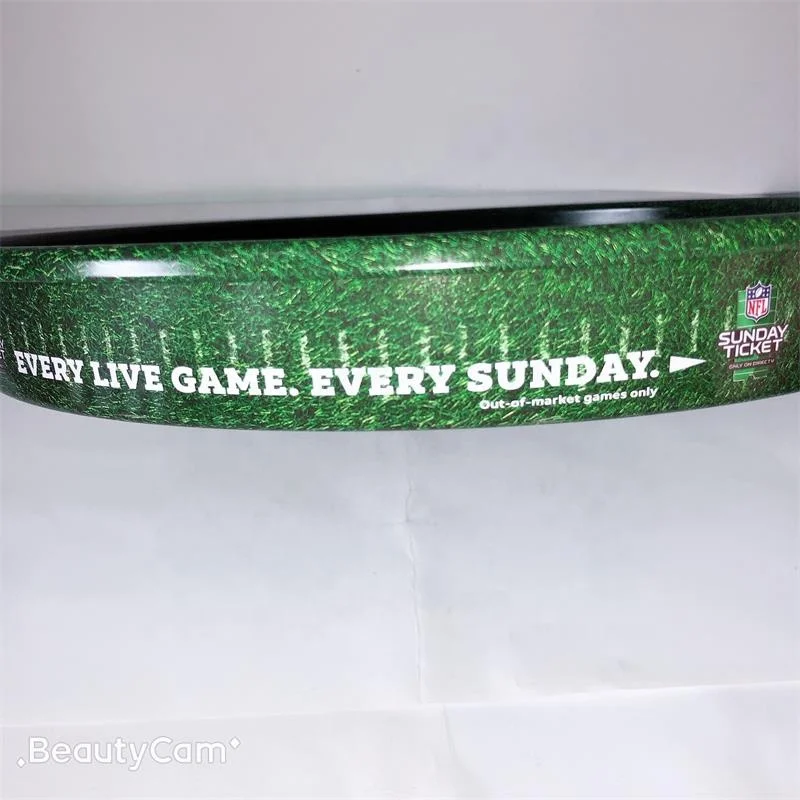 EVERY LIVE GAME. EVERY SUNDAY.
Out-of-market games only
NFL
SUNDAY
TICKET
ONLY ON DIRECTV
BeautyCam